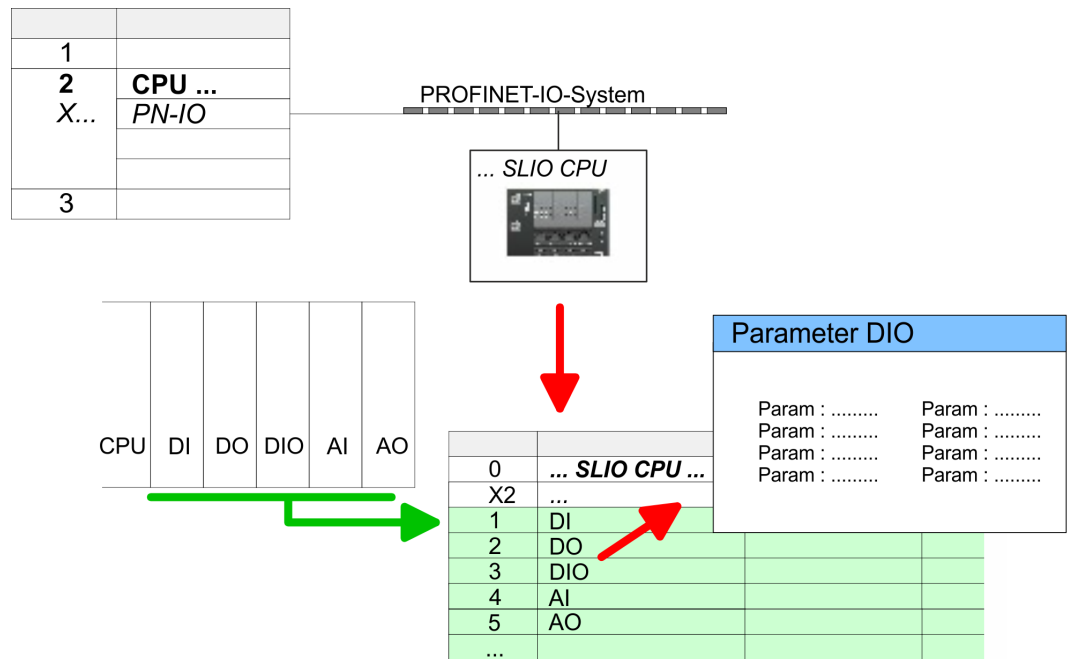 1
2 CPU ...
X... PN-IO
3
PROFINET-IO-System
... SLIO CPU
CPU DI DO DIO AI AO
Parameter DIO
Param : ......... Param : .........
Param : ......... Param : .........
Param : ......... Param : .........
Param : ......... Param : .........
0 ... SLIO CPU ...
X2 ...
1 DI
2 DO
3 DIO
4 AI
5 AO
...